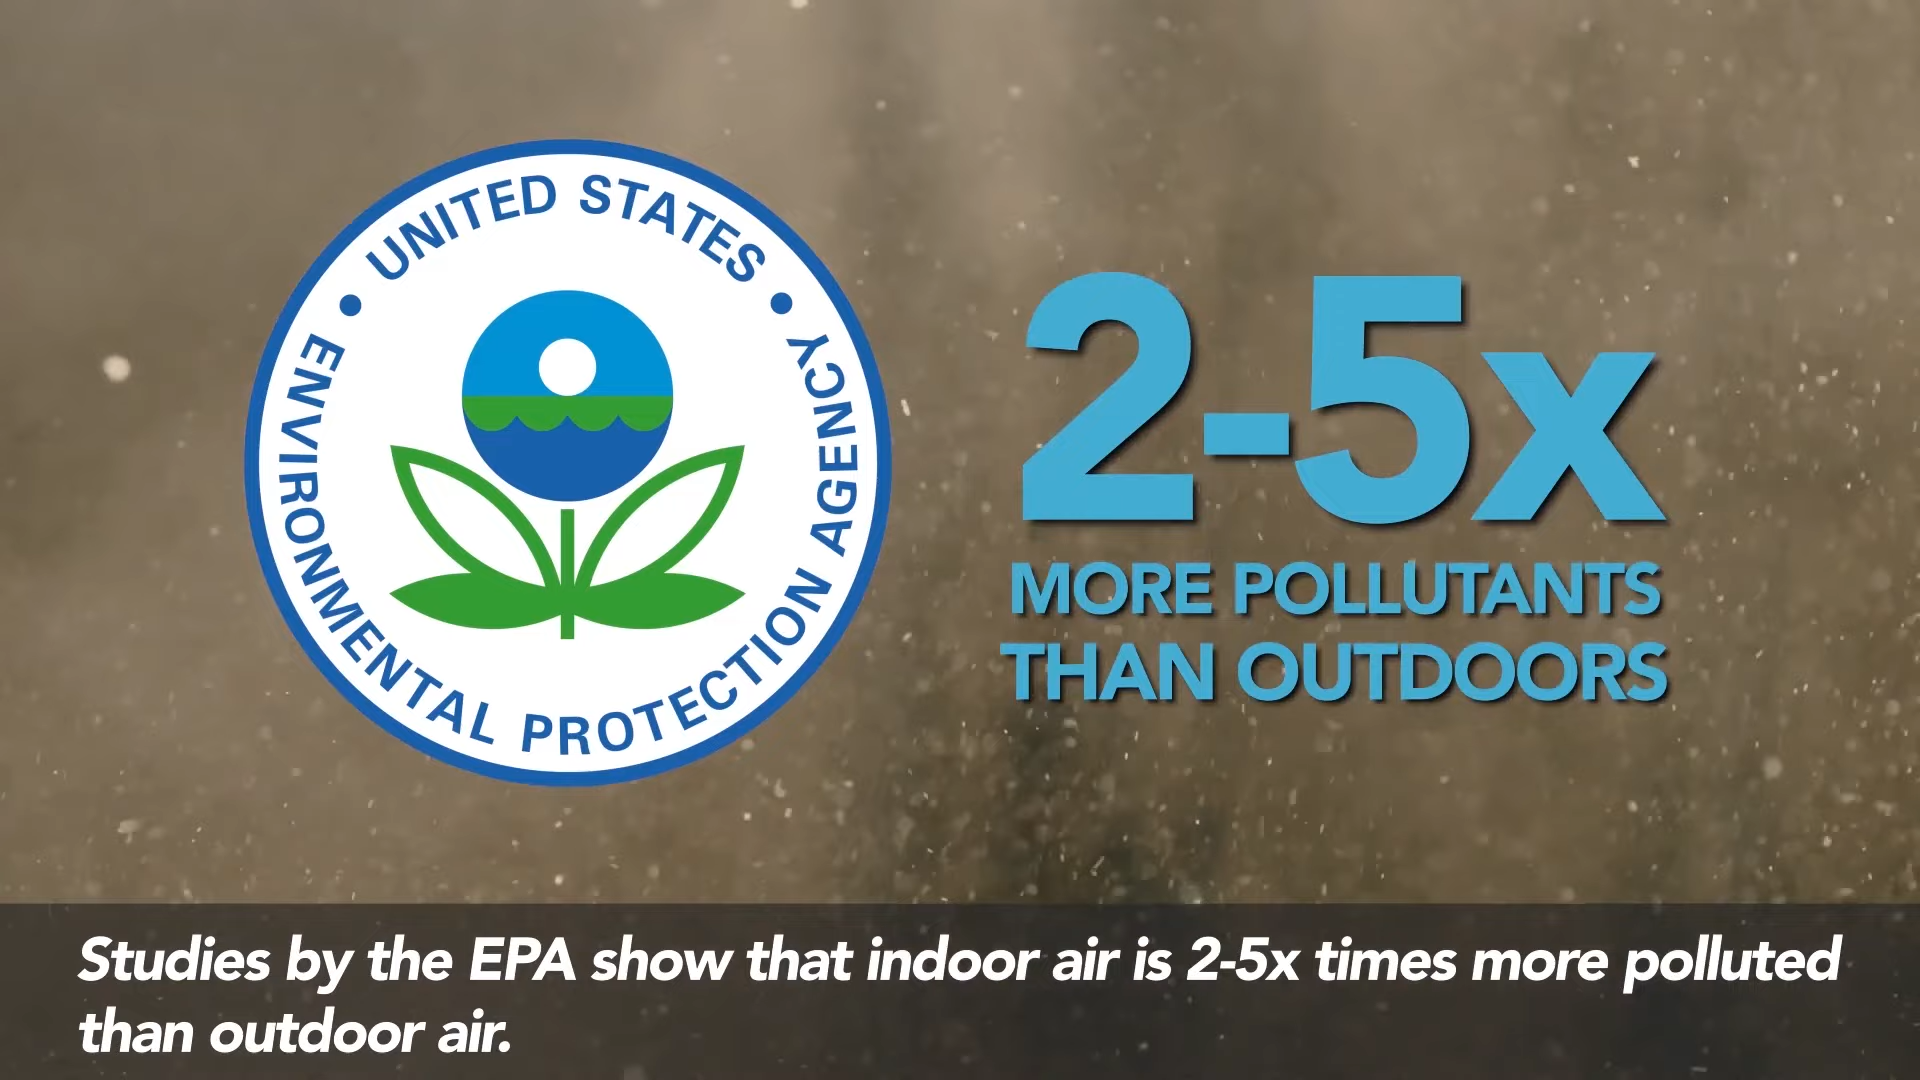 • UNITED STATES •
ENVIRONMENTAL PROTECTION AGENCY
2-5x
MORE POLLUTANTS
THAN OUTDOORS
Studies by the EPA show that indoor air is 2-5x times more polluted
than outdoor air.